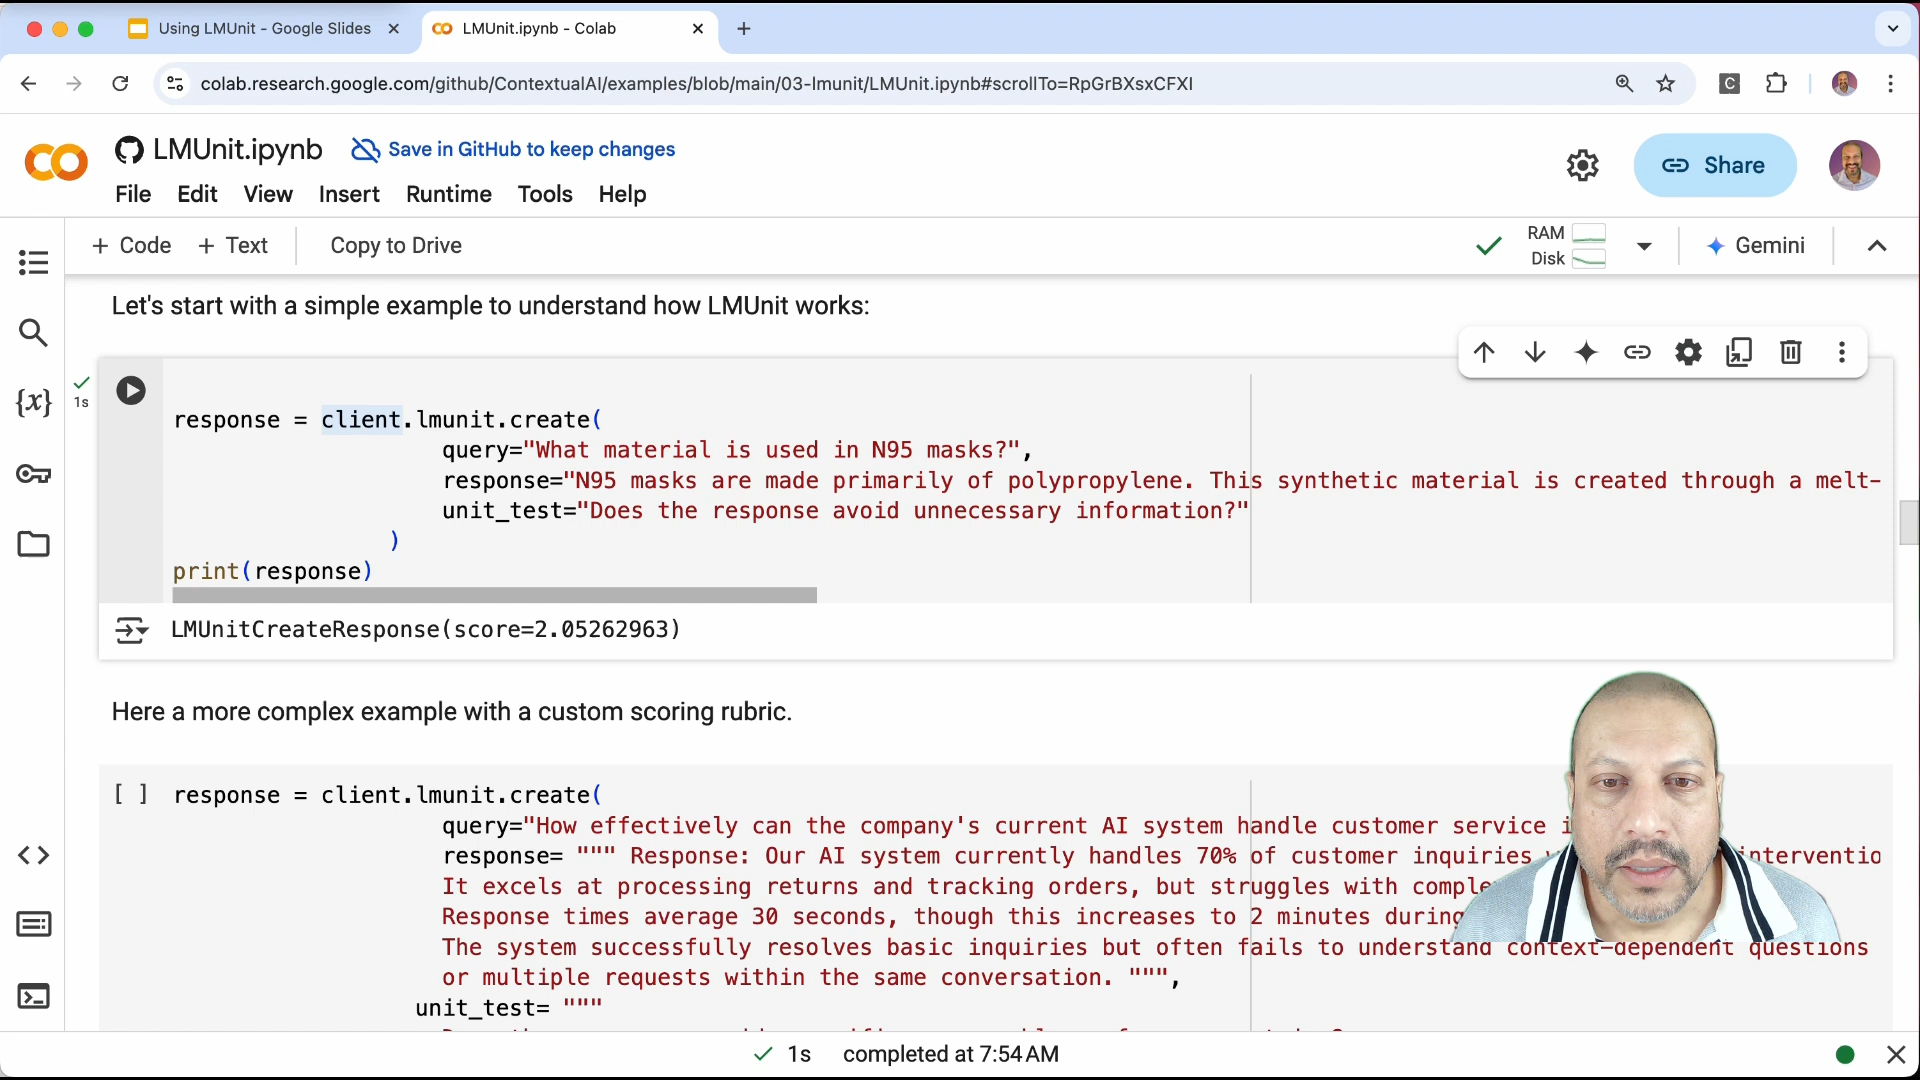 Using LMUnit - Google Slides
LMUnit.ipynb - Colab
colab.research.google.com/github/ContextualAI/examples/blob/main/03-lmunit/LMUnit.ipynb#scrollTo=RpGrBXsxCFXI
C
LMUnit.ipynb
Save in GitHub to keep changes
Share
File Edit View Insert Runtime Tools Help
+ Code + Text Copy to Drive
RAM
Disk
Gemini
Let's start with a simple example to understand how LMUnit works:
{x}
1s
response = client.lmunit.create(
query="What material is used in N95 masks?",
response="N95 masks are made primarily of polypropylene. This synthetic material is created through a melt-
unit_test="Does the response avoid unnecessary information?"
)
print(response)
LMUnitCreateResponse(score=2.05262963)
Here a more complex example with a custom scoring rubric.
[ ] response = client.lmunit.create(
query="How effectively can the company's current AI system handle customer service
response= """ Response: Our AI system currently handles 70% of customer inquiries
It excels at processing returns and tracking orders, but struggles with
Response times average 30 seconds, though this increases to 2 minutes during
The system successfully resolves basic inquiries but often fails to understand context-dependent questions
or multiple requests within the same conversation. """,
unit_test= """
1s completed at 7:54 AM